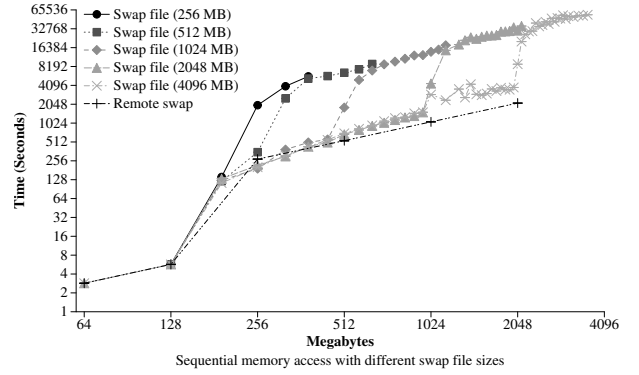 65536
32768
16384
8192
4096
2048
1024
512
256
128
64
32
16
8
4
2
1
Time (Seconds)
Swap file (256 MB)
Swap file (512 MB)
Swap file (1024 MB)
Swap file (2048 MB)
Swap file (4096 MB)
Remote swap
64 128 256 512 1024 2048 4096
Megabytes
Sequential memory access with different swap file sizes